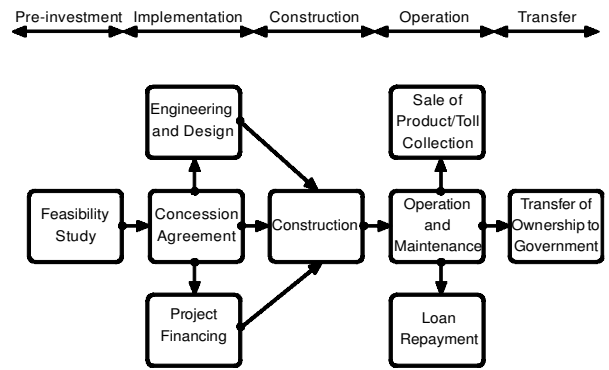 Pre-investment Implementation Construction Operation Transfer
Engineering
and Design
Sale of
Product/Toll
Collection
Feasibility
Study
Concession
Agreement
Construction
Operation
and
Maintenance
Transfer of
Ownership to
Government
Project
Financing
Loan
Repayment